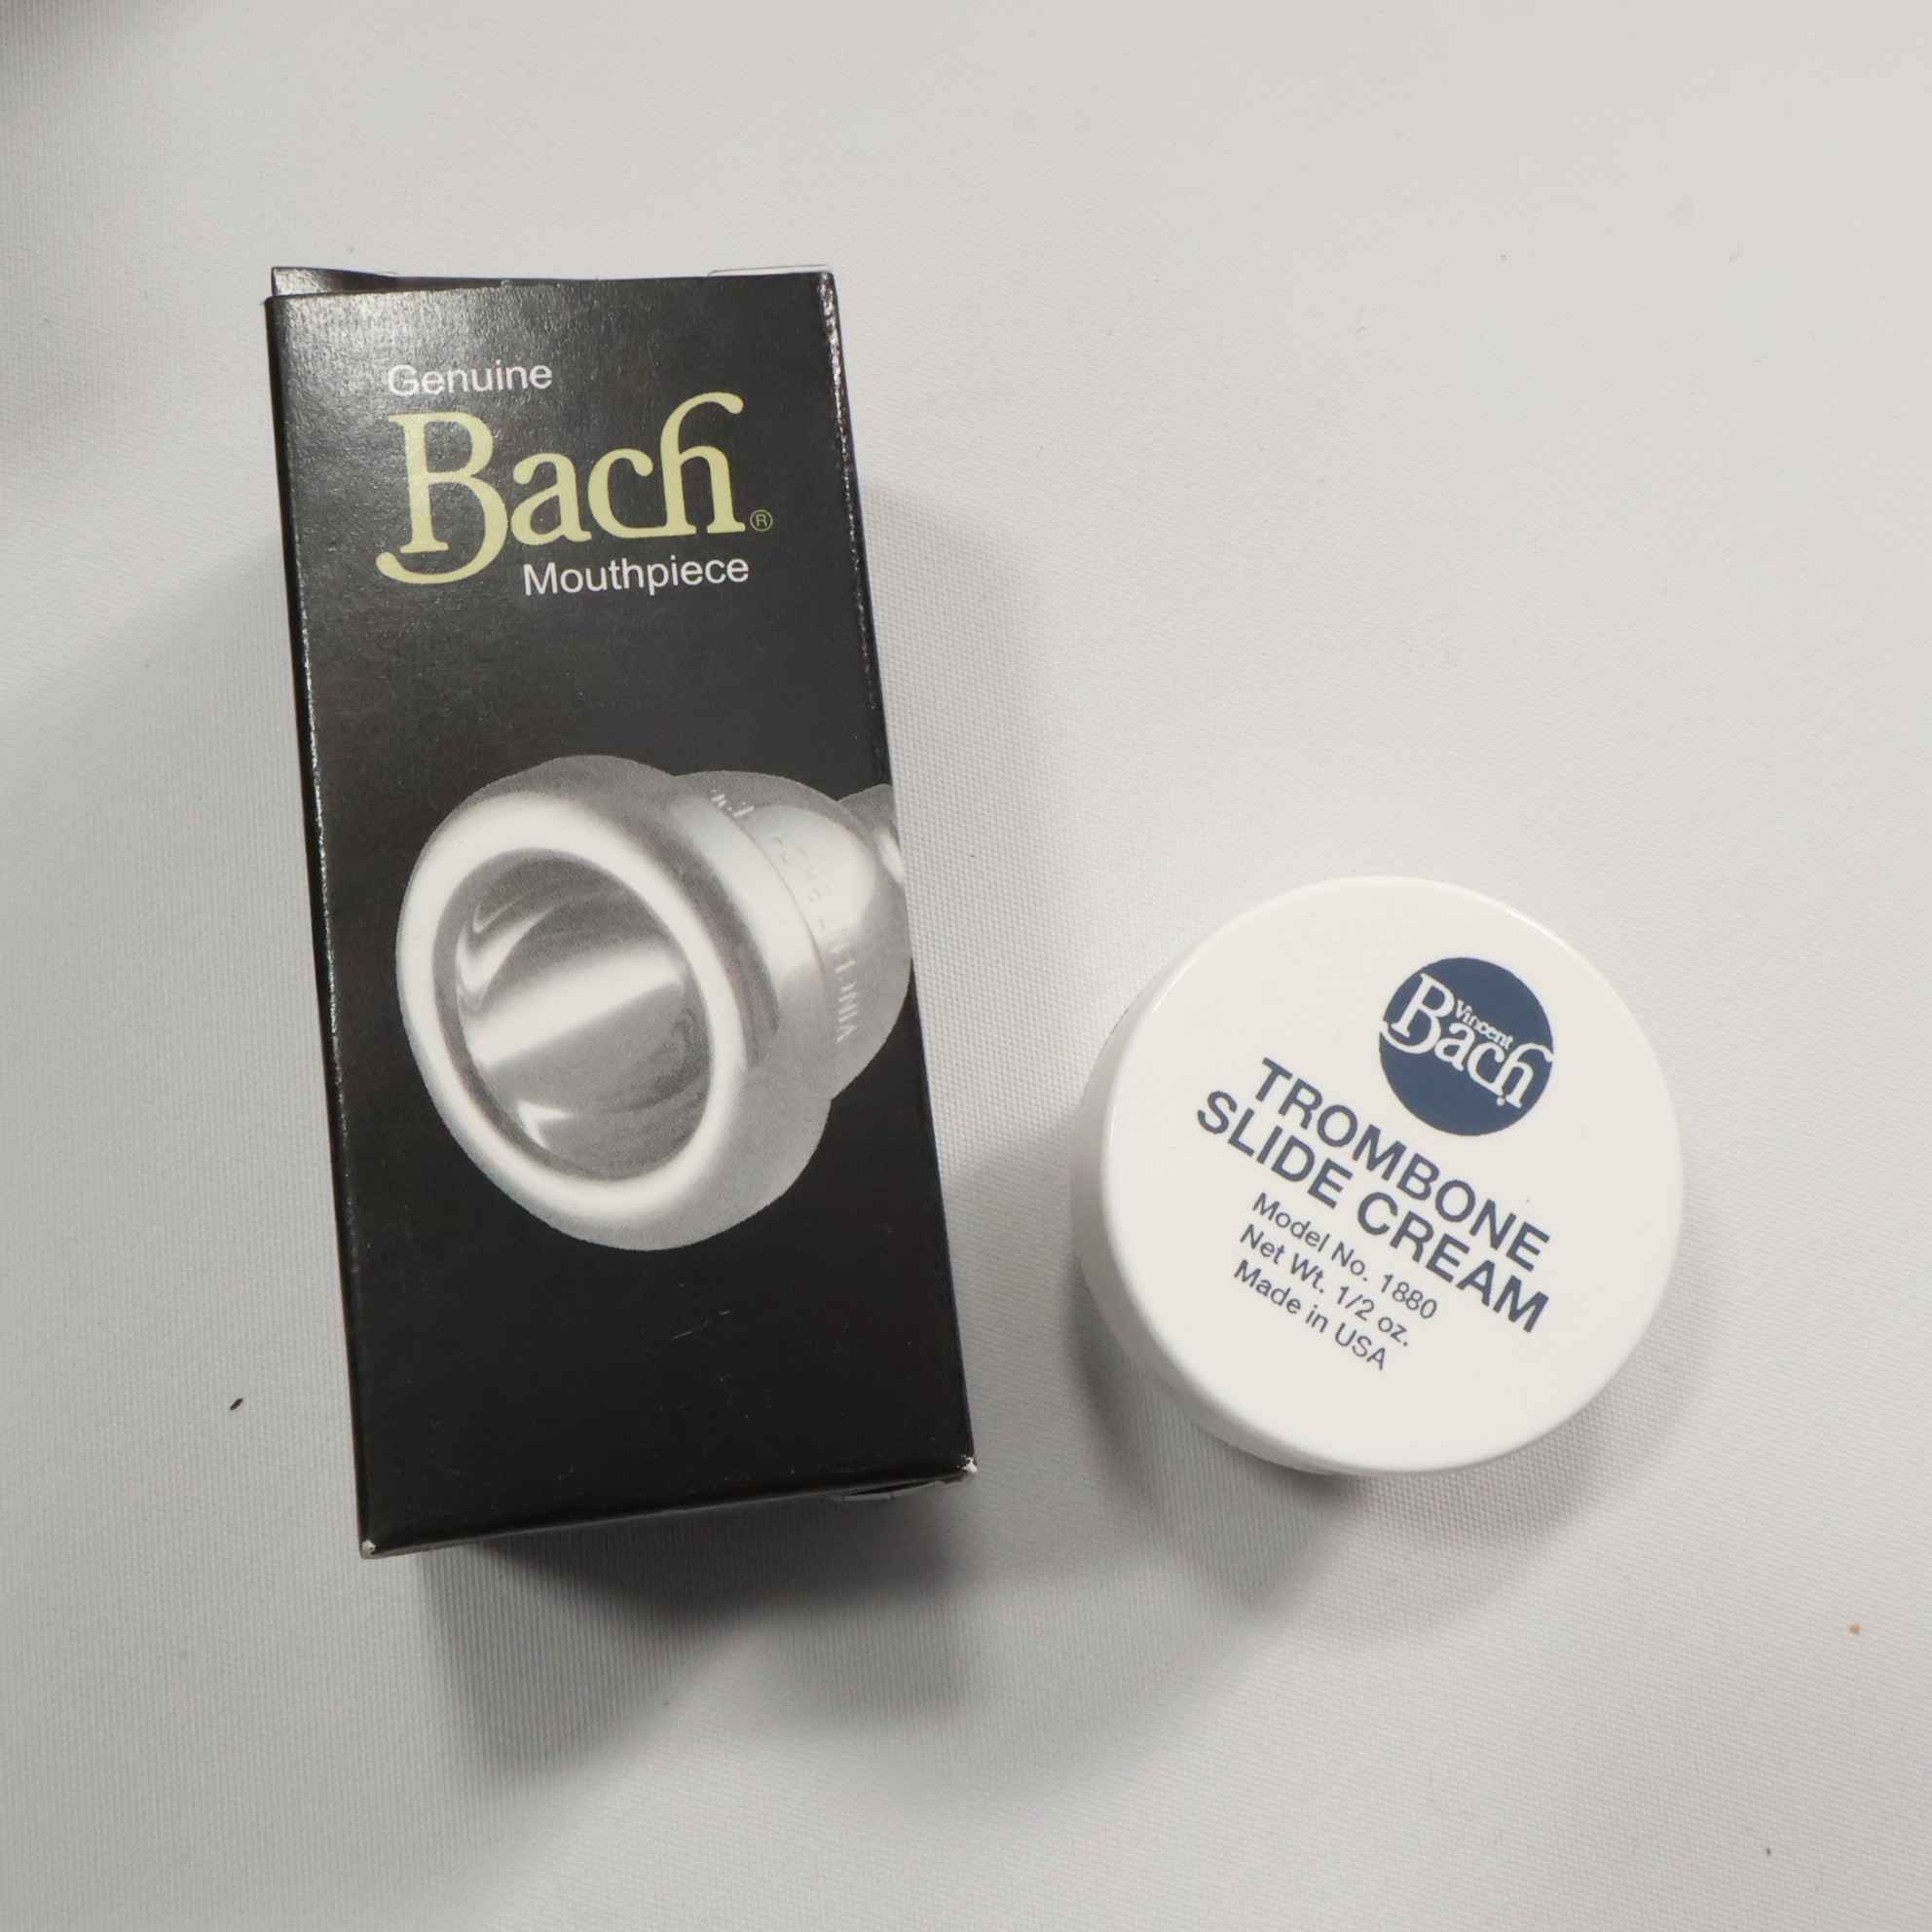 Genuine
Bach®
Mouthpiece
Vincent
Bach
TROMBONE
SLIDE CREAM
Model No. 1880
Net Wt. 1/2 oz.
Made in USA